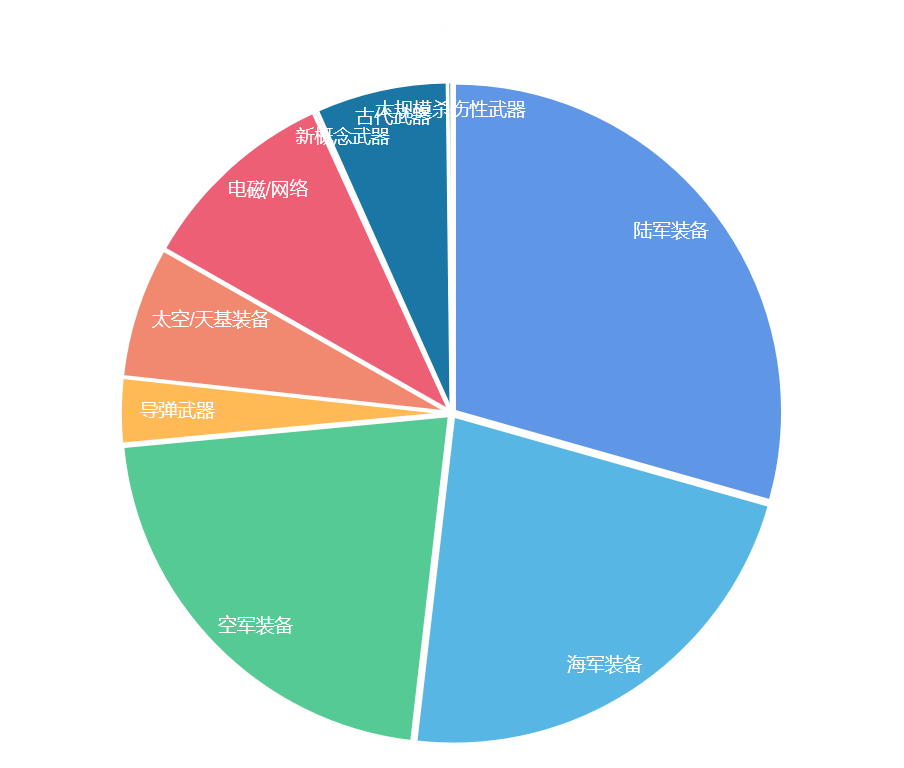 大规模杀伤性武器
古代武器
新概念武器
电磁/网络
陆军装备
太空/天基装备
导弹武器
空军装备
海军装备